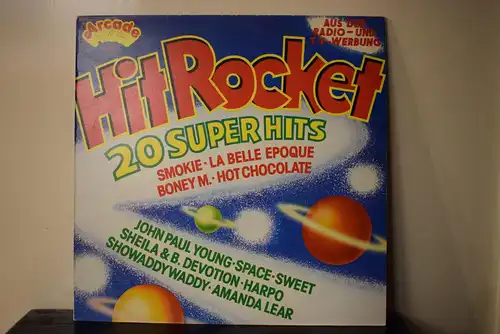 Arcade
AUS DER
RADIO-UND
TV-WERBUNG
Hit Rocket
20 SUPER HITS
SMOKIE · LA BELLE EPOQUE
BONEY M. · HOT CHOCOLATE
JOHN PAUL YOUNG · SPACE · SWEET
SHEILA & B. DEVOTION · HARPO
SHOWADDYWADDY · AMANDA LEAR